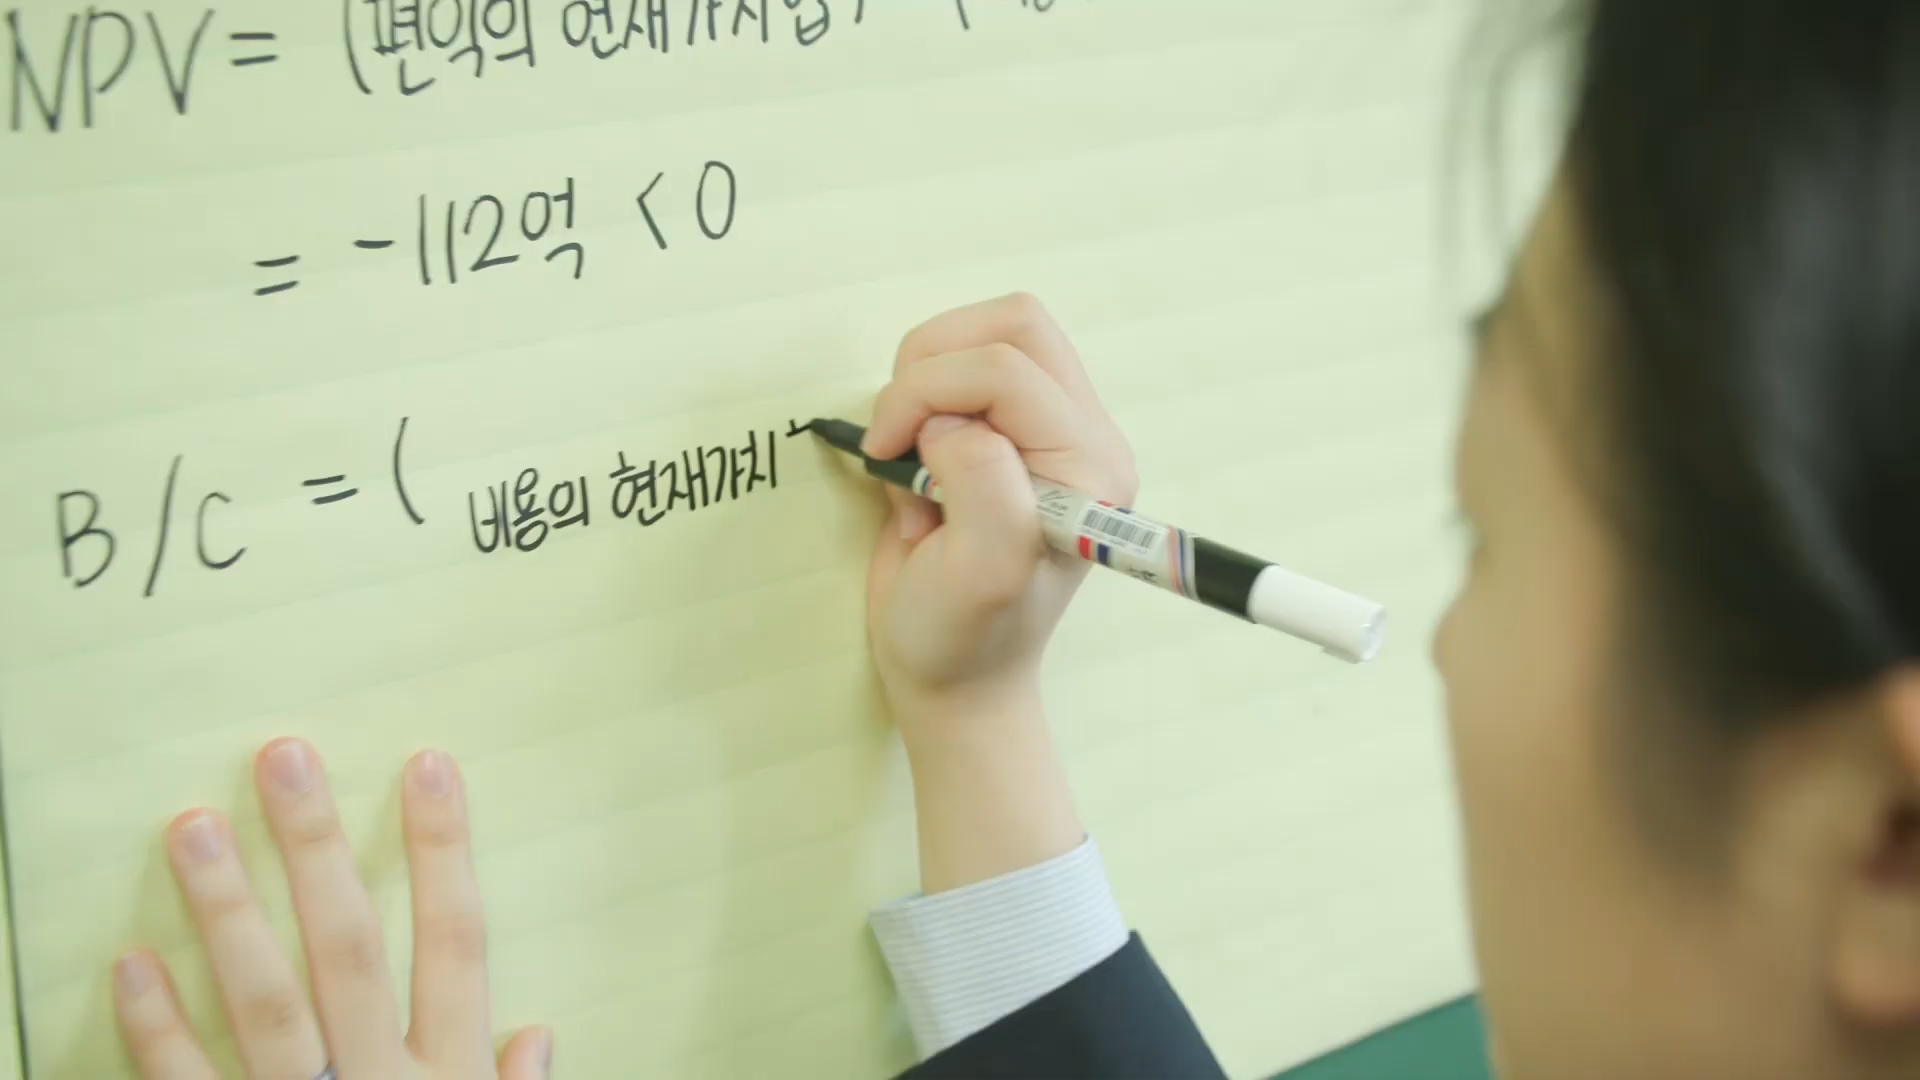 NPV = (편익의 현재가치합) - (
= -112억 < 0
B/C = ( 비용의 현재가치